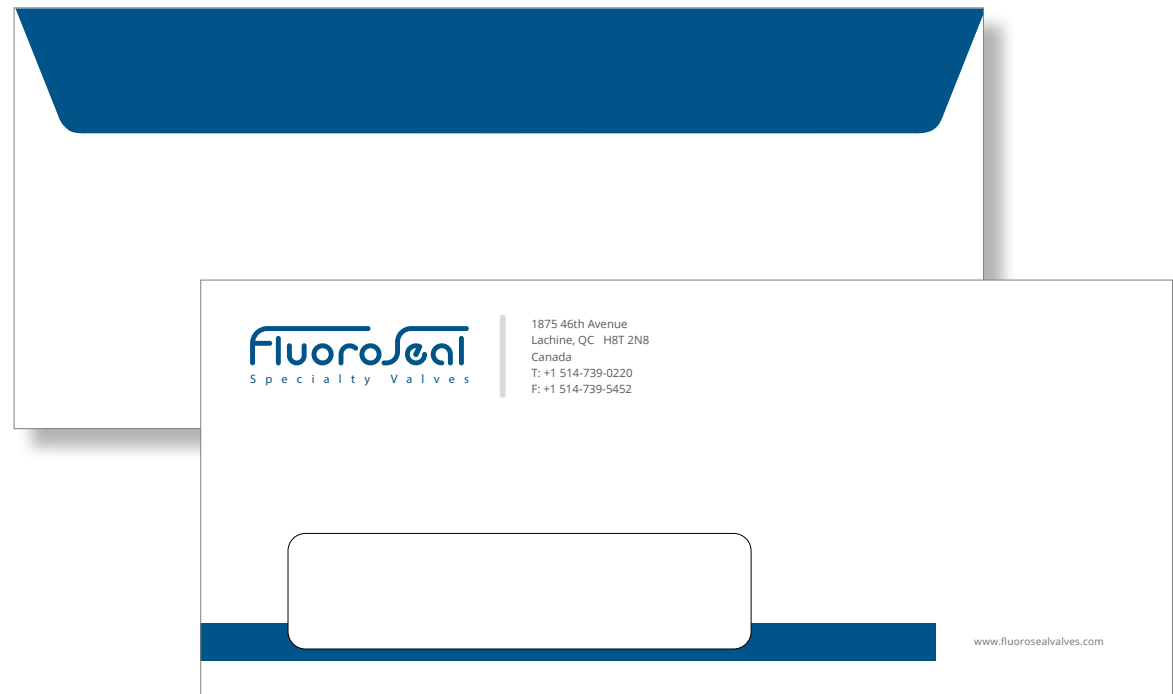 FluoroSeal
Specialty Valves
1875 46th Avenue
Lachine, QC   H8T 2N8
Canada
T: +1 514-739-0220
F: +1 514-739-5452
www.fluorosealvalves.com